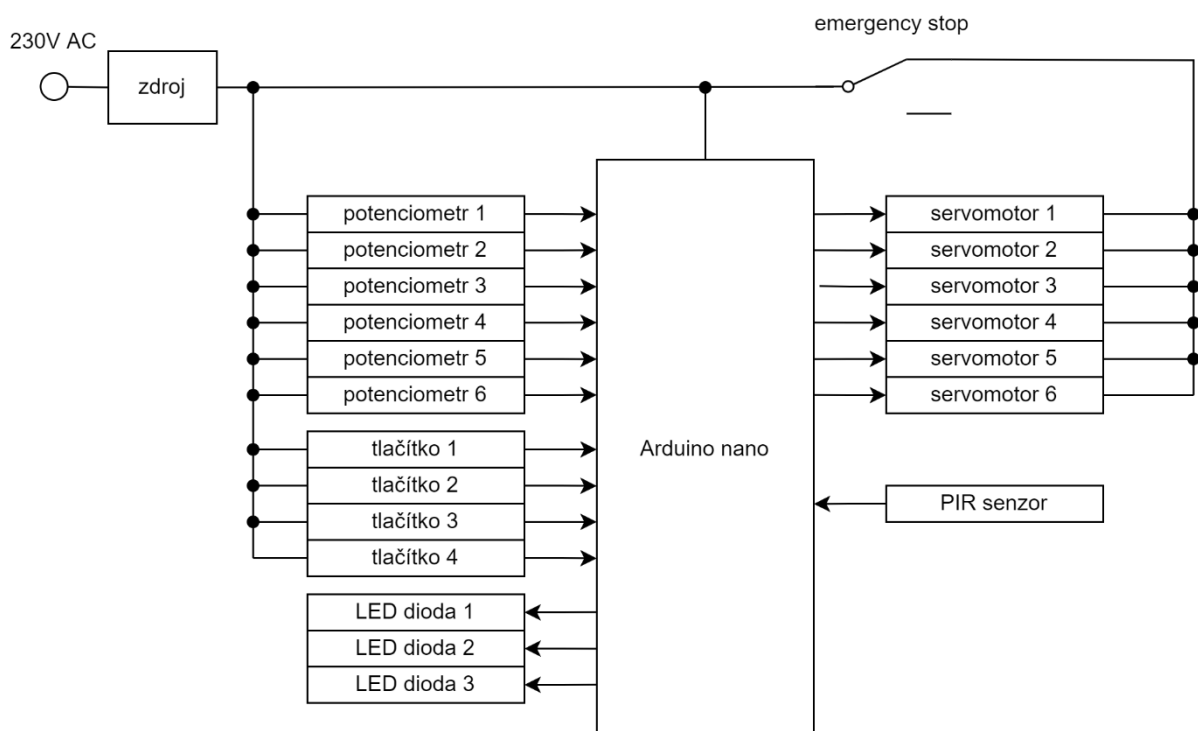 emergency stop
230V AC
zdroj
potenciometr 1
potenciometr 2
potenciometr 3
potenciometr 4
potenciometr 5
potenciometr 6
tlačítko 1
tlačítko 2
tlačítko 3
tlačítko 4
LED dioda 1
LED dioda 2
LED dioda 3
Arduino nano
servomotor 1
servomotor 2
servomotor 3
servomotor 4
servomotor 5
servomotor 6
PIR senzor